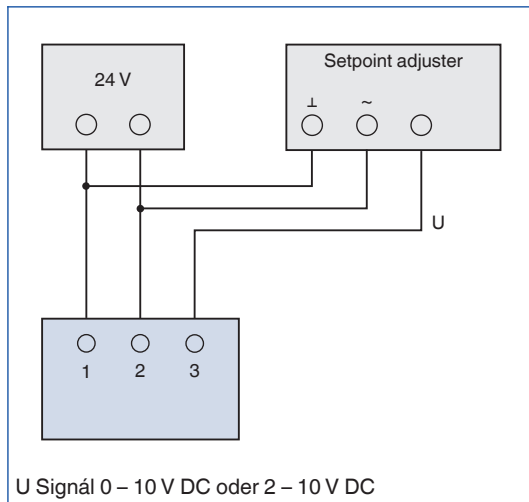 24 V
Setpoint adjuster
⊥ ~
U
1 2 3
U Signál 0 – 10 V DC oder 2 – 10 V DC